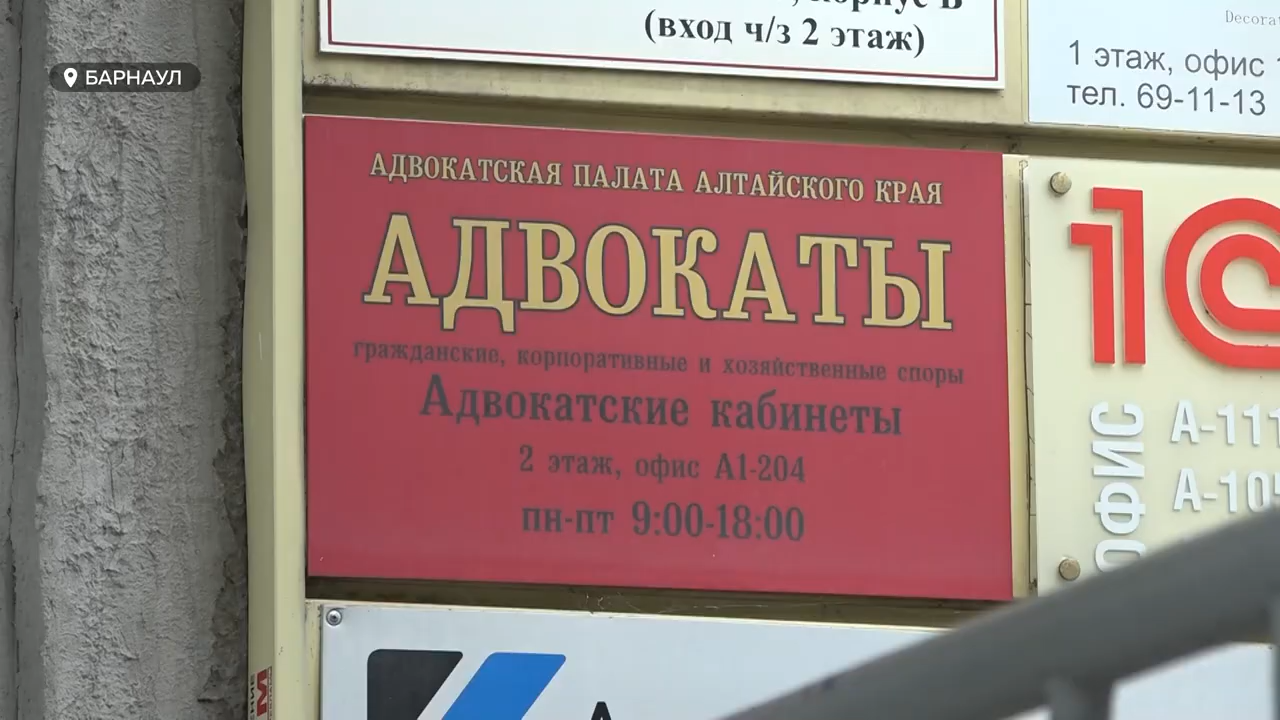 БАРНАУЛ
(вход ч/з 2 этаж)
1 этаж, офис
тел. 69-11-13
АДВОКАТСКАЯ ПАЛАТА АЛТАЙСКОГО КРАЯ
АДВОКАТЫ
гражданские, корпоративные и хозяйственные споры
Адвокатские кабинеты
2 этаж, офис А1-204
пн-пт 9:00-18:00
1С
ОФИС
А-111